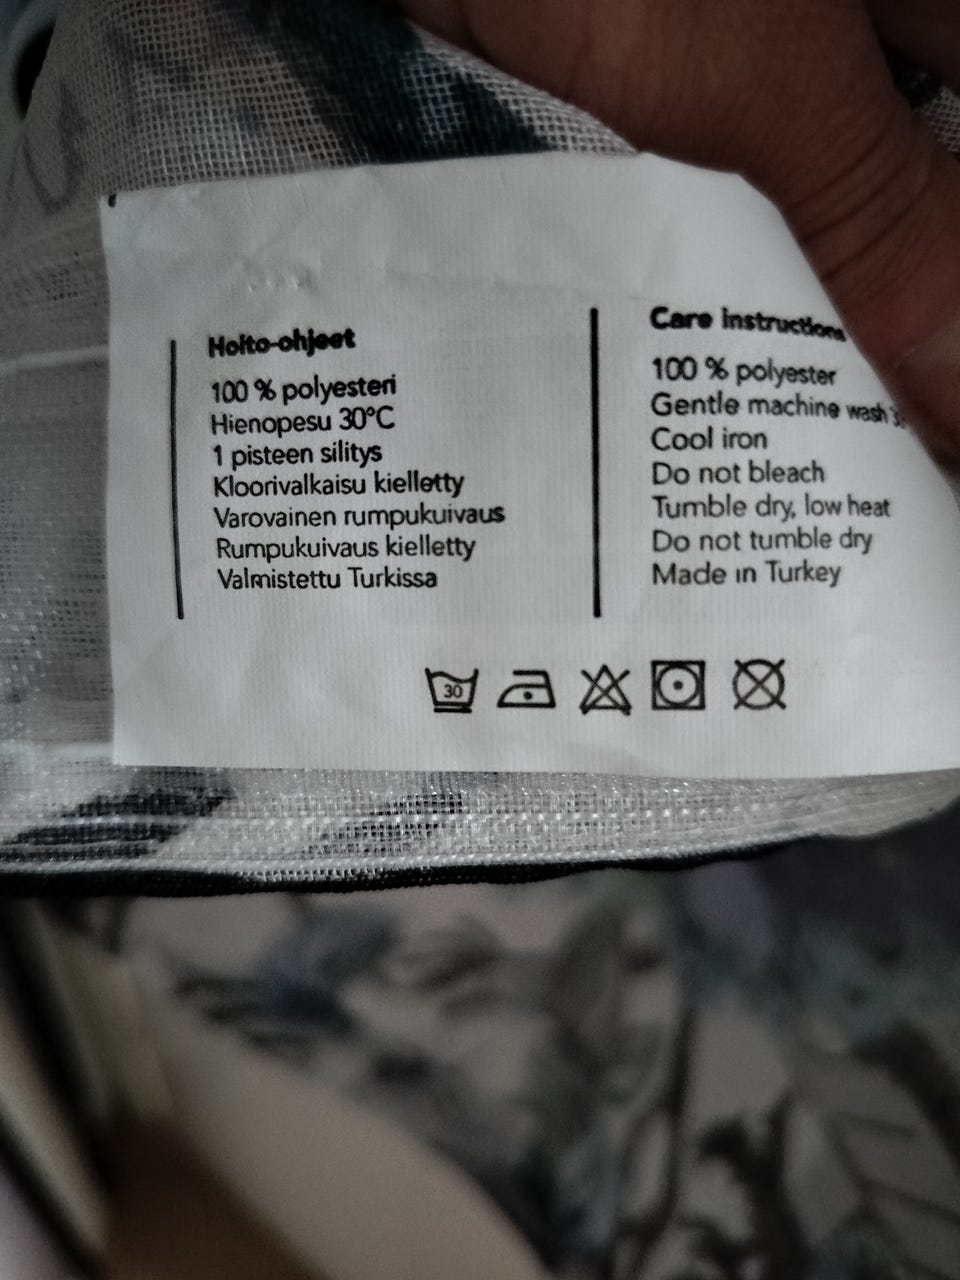 Hoito-ohjeet
100 % polyesteri
Hienopesu 30°C
1 pisteen silitys
Kloorivalkaisu kielletty
Varovainen rumpukuivaus
Rumpukuivaus kielletty
Valmistettu Turkissa
Care instructions
100 % polyester
Gentle machine wash
Cool iron
Do not bleach
Tumble dry, low heat
Do not tumble dry
Made in Turkey
30